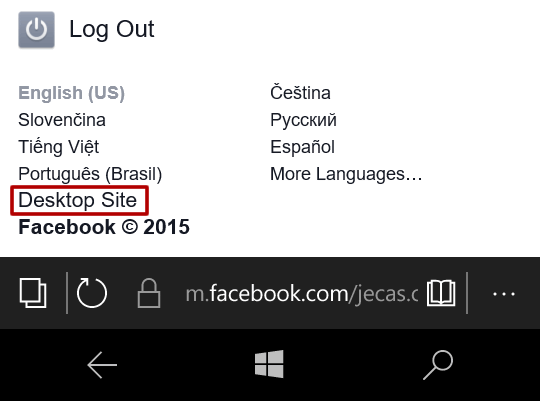 Log Out
English (US)
Čeština
Slovenčina
Русский
Tiếng Việt
Español
Português (Brasil)
More Languages…
Desktop Site
Facebook © 2015
m.facebook.com/jecas.c
...